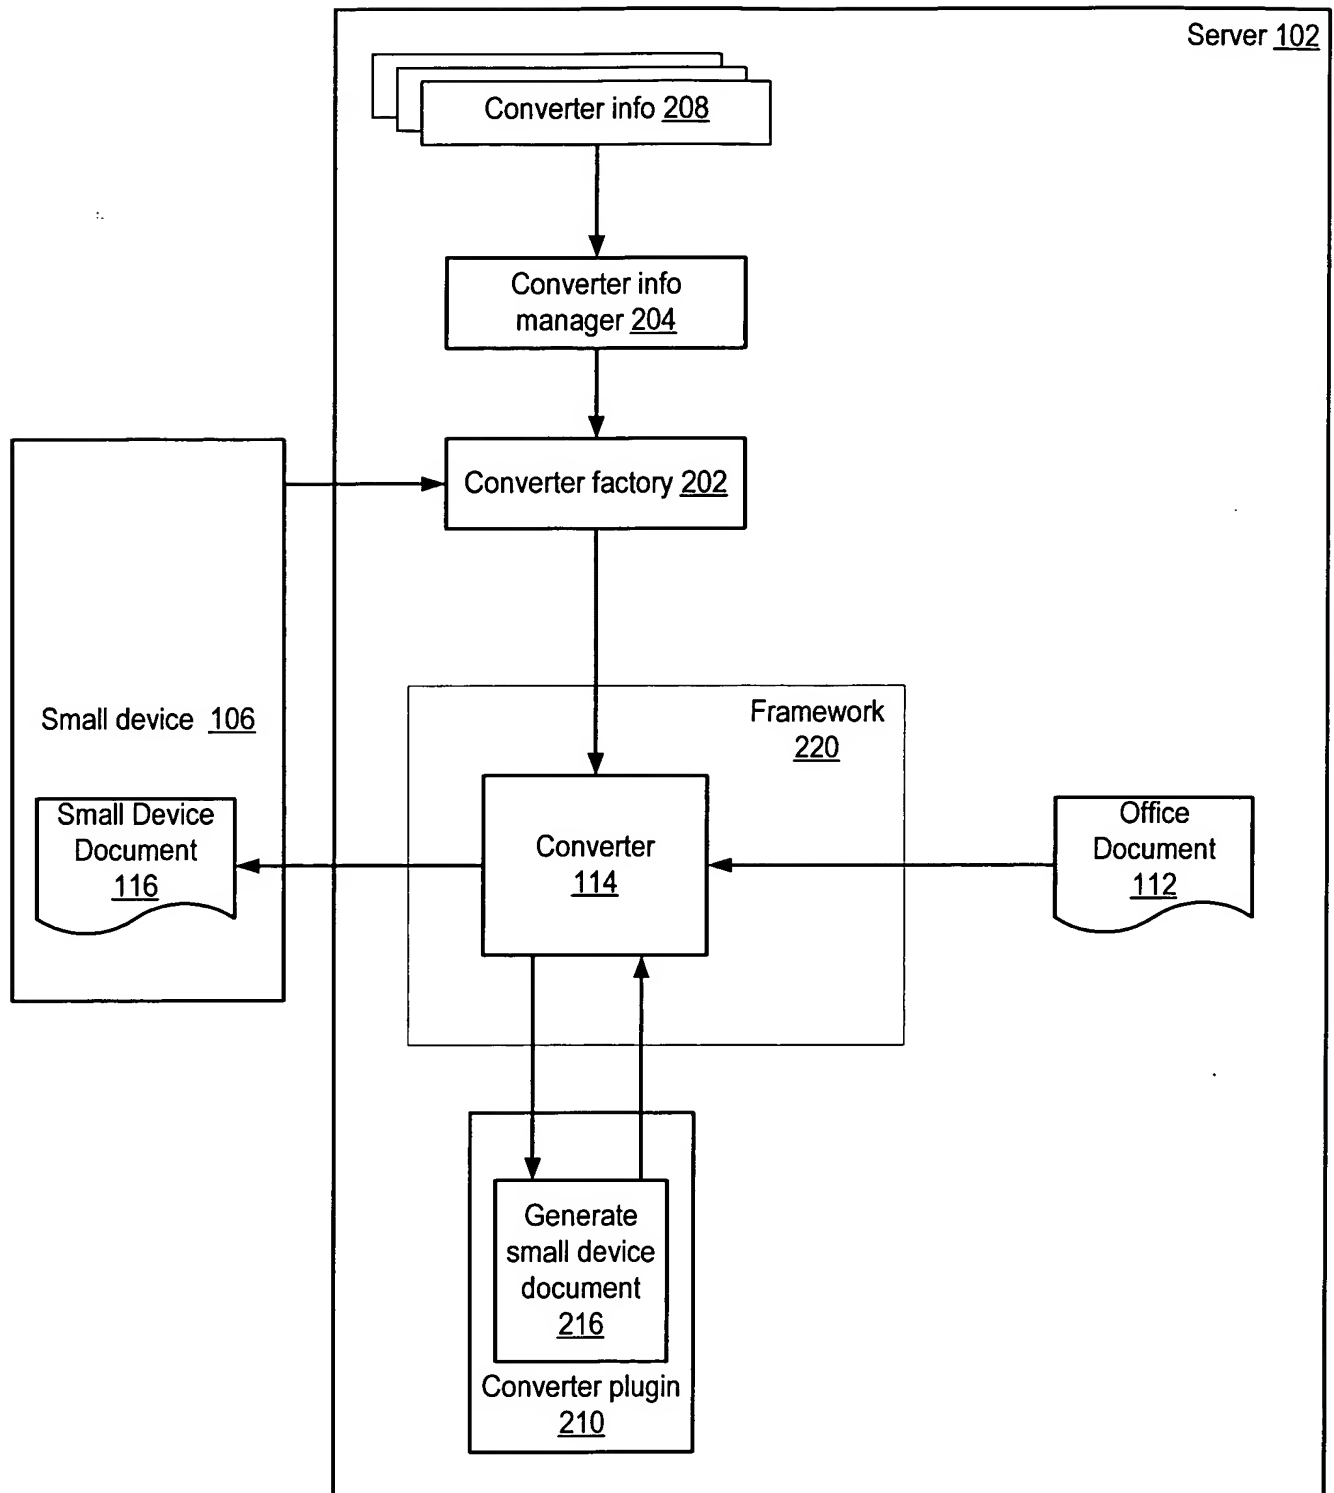 Server 102
Converter info 208
Converter info
manager 204
Converter factory 202
Small device 106
Framework
220
Small Device
Document
116
Converter
114
Office
Document
112
Generate
small device
document
216
Converter plugin
210